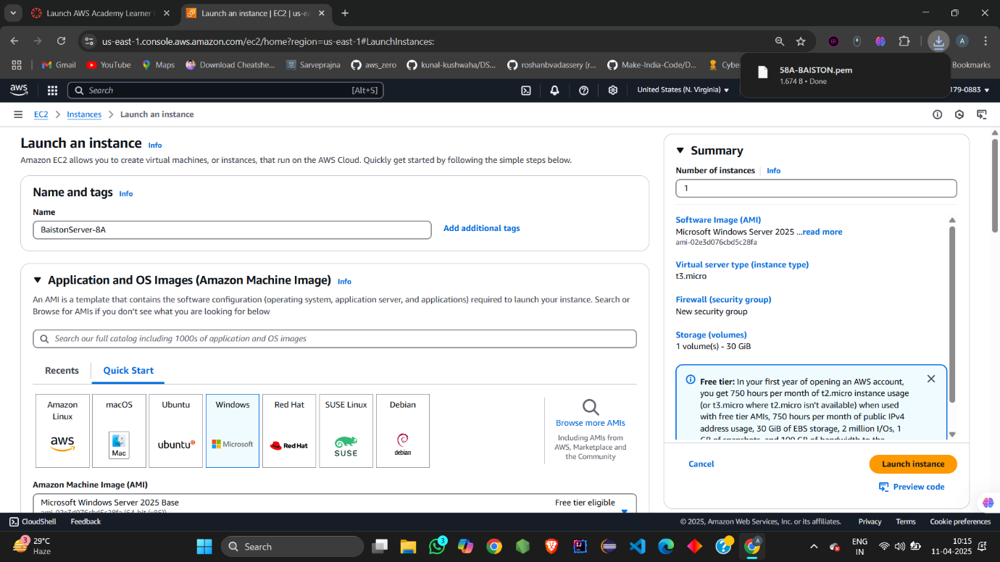 Launch AWS Academy Learner
Launch an instance | EC2 | us-ea
us-east-1.console.aws.amazon.com/ec2/home?region=us-east-1#LaunchInstances:
A
Gmail
YouTube
Maps
Download Cheatshe...
Sarveprajna
aws_zero
kunal-kushwaha/DS...
roshanbvadassery (r...
Make-India-Code/D...
Cybe
Bookmarks
58A-BAISTON.pem
1,674 B • Done
aws
Search
[Alt+S]
United States (N. Virginia)
179-0883
EC2
Instances
Launch an instance
Launch an instance Info
Amazon EC2 allows you to create virtual machines, or instances, that run on the AWS Cloud. Quickly get started by following the simple steps below.
Name and tags Info
Name
BaistonServer-8A
Add additional tags
Application and OS Images (Amazon Machine Image) Info
An AMI is a template that contains the software configuration (operating system, application server, and applications) required to launch your instance. Search or
Browse for AMIs if you don't see what you are looking for below
Search our full catalog including 1000s of application and OS images
Recents
Quick Start
Amazon
Linux
aws
macOS
Mac
Ubuntu
ubuntu
Windows
Microsoft
Red Hat
Red Hat
SUSE Linux
SUSE
Debian
debian
Browse more AMIs
Including AMIs from
AWS, Marketplace and
the Community
Amazon Machine Image (AMI)
Microsoft Windows Server 2025 Base
Free tier eligible
ami-02e3d076cbd5c28fa (64-bit (x86))
Summary
Number of instances Info
1
Software Image (AMI)
Microsoft Windows Server 2025 ...read more
ami-02e3d076cbd5c28fa
Virtual server type (instance type)
t3.micro
Firewall (security group)
New security group
Storage (volumes)
1 volume(s) - 30 GiB
Free tier: In your first year of opening an AWS account,
you get 750 hours per month of t2.micro instance usage
(or t3.micro where t2.micro isn't available) when used
with free tier AMIs, 750 hours per month of public IPv4
address usage, 30 GiB of EBS storage, 2 million I/Os, 1
GB of snapshots, and 100 GB of bandwidth to the
Cancel
Launch instance
Preview code
CloudShell
Feedback
© 2025, Amazon Web Services, Inc. or its affiliates.
Privacy
Terms
Cookie preferences
3
29°C
Haze
Search
3
A
ENG
IN
10:15
11-04-2025